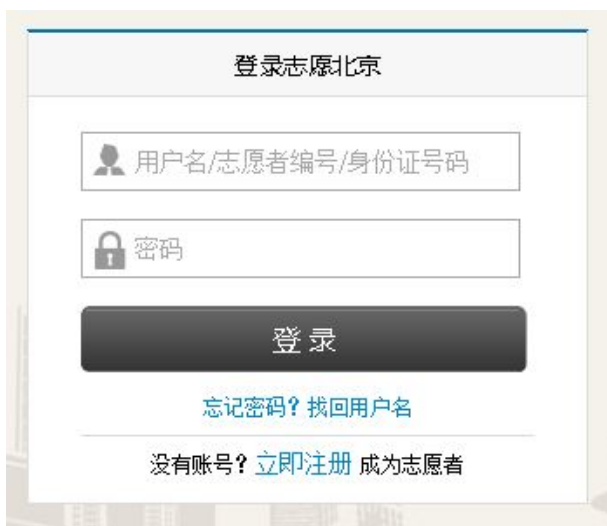 登录志愿北京
用户名/志愿者编号/身份证号码
密码
登录
忘记密码? 找回用户名
没有账号? 立即注册 成为志愿者